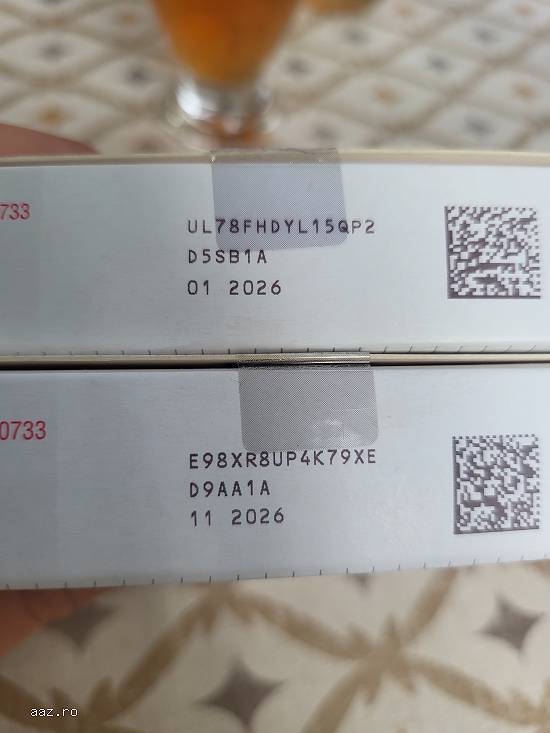 733
UL78FHDYL15QP2
D5SB1A
01 2026
0733
E98XR8UP4K79XE
D9AA1A
11 2026
aaz.ro